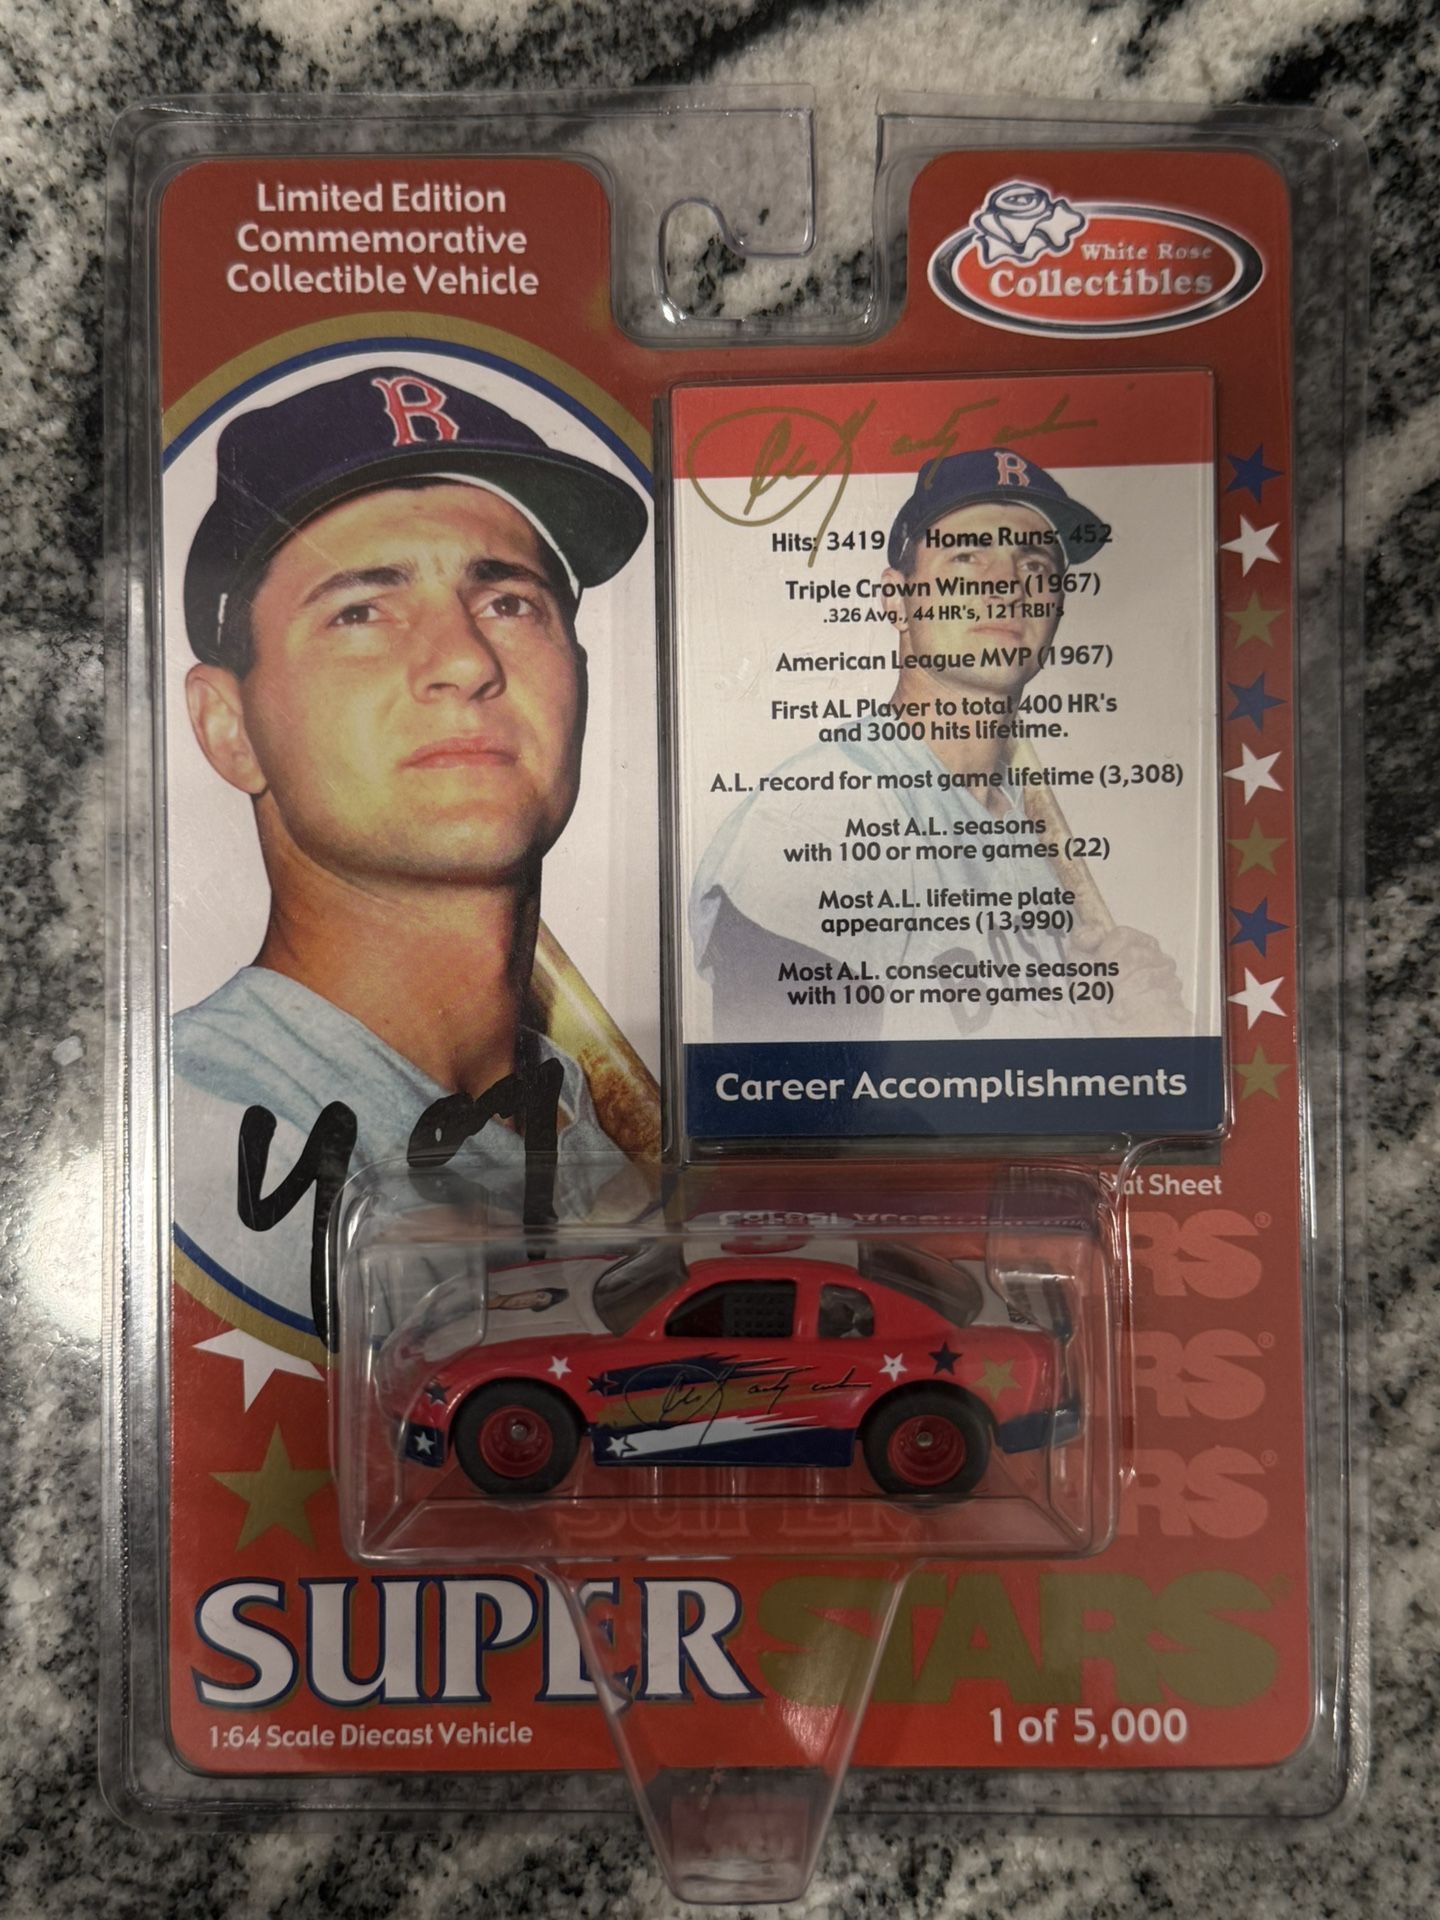 Limited Edition
Commemorative
Collectible Vehicle
White Rose
Collectibles
B
B
Hits: 3419 Home Runs: 452
Triple Crown Winner (1967)
.326 Avg., 44 HR's, 121 RBI's
American League MVP (1967)
First AL Player to total 400 HR's
and 3000 hits lifetime.
A.L. record for most game lifetime (3,308)
Most A.L. seasons
with 100 or more games (22)
Most A.L. lifetime plate
appearances (13,990)
Most A.L. consecutive seasons
with 100 or more games (20)
BOST
Career Accomplishments
Stat Sheet
RS®
RS®
RS®
SUPER STARS
1:64 Scale Diecast Vehicle
1 of 5,000